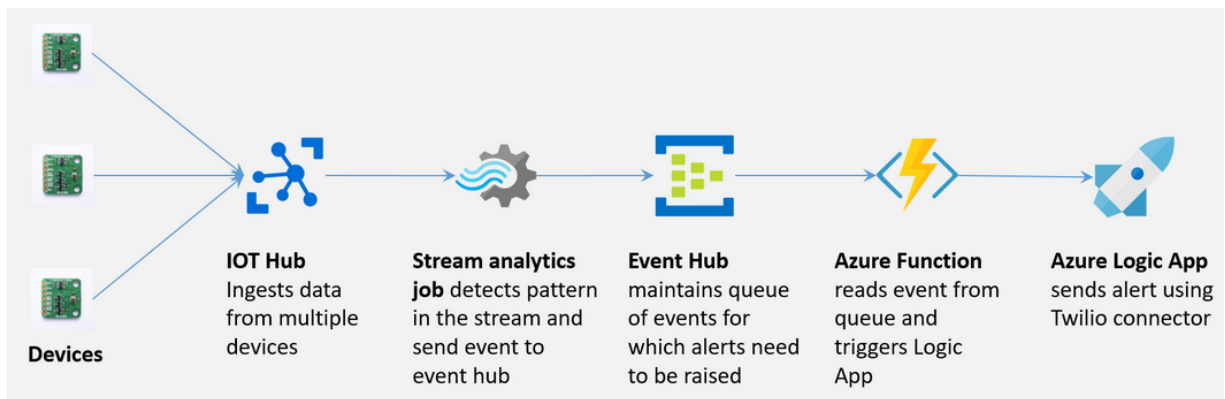 Devices
IOT Hub
Ingests data
from multiple
devices
Stream analytics
job detects pattern
in the stream and
send event to
event hub
Event Hub
maintains queue
of events for
which alerts need
to be raised
Azure Function
reads event from
queue and
triggers Logic
App
Azure Logic App
sends alert using
Twilio connector